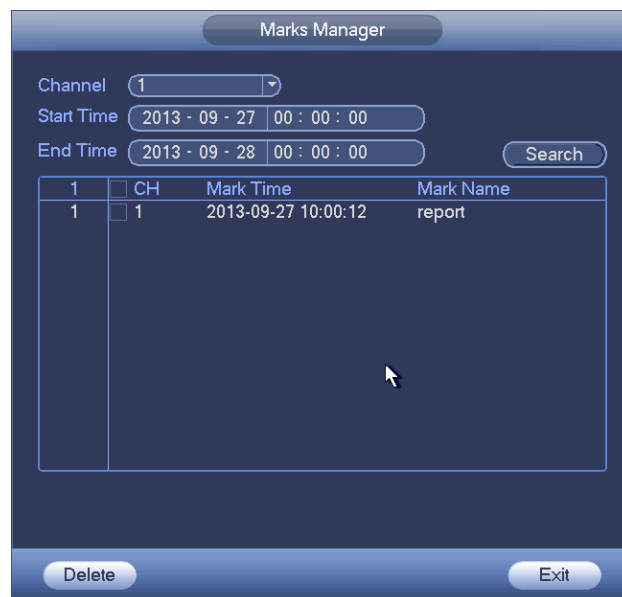 Marks Manager
Channel 1
Start Time 2013 - 09 - 27 00 : 00 : 00
End Time 2013 - 09 - 28 00 : 00 : 00 Search
1 CH Mark Time Mark Name
1 1 2013-09-27 10:00:12 report
Delete Exit